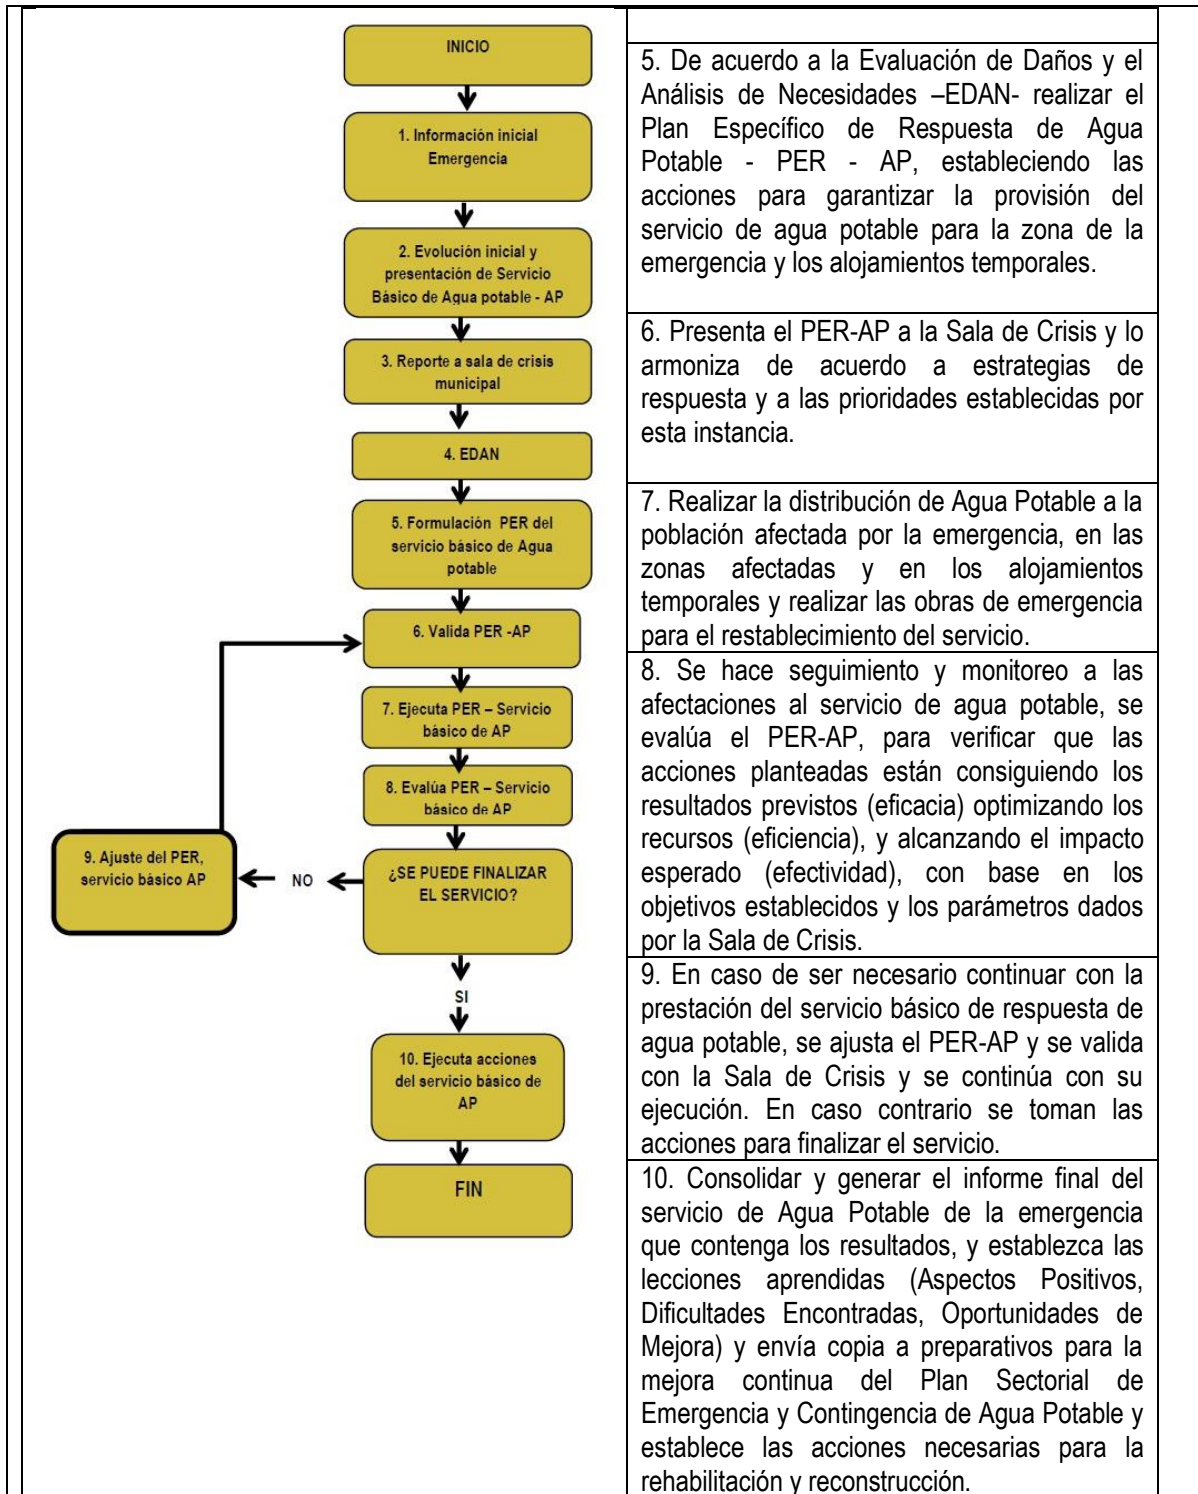 INICIO
1. Información inicial
Emergencia
2. Evolución inicial y
presentación de Servicio
Básico de Agua potable - AP
3. Reporte a sala de crisis
municipal
4. EDAN
5. Formulación PER del
servicio básico de Agua
potable
6. Valida PER -AP
7. Ejecuta PER – Servicio
básico de AP
8. Evalúa PER – Servicio
básico de AP
¿SE PUEDE FINALIZAR
EL SERVICIO?
NO
9. Ajuste del PER,
servicio básico AP
SI
10. Ejecuta acciones
del servicio básico de
AP
FIN
5. De acuerdo a la Evaluación de Daños y el
Análisis de Necesidades –EDAN- realizar el
Plan Específico de Respuesta de Agua
Potable - PER - AP, estableciendo las
acciones para garantizar la provisión del
servicio de agua potable para la zona de la
emergencia y los alojamientos temporales.
6. Presenta el PER-AP a la Sala de Crisis y lo
armoniza de acuerdo a estrategias de
respuesta y a las prioridades establecidas por
esta instancia.
7. Realizar la distribución de Agua Potable a la
población afectada por la emergencia, en las
zonas afectadas y en los alojamientos
temporales y realizar las obras de emergencia
para el restablecimiento del servicio.
8. Se hace seguimiento y monitoreo a las
afectaciones al servicio de agua potable, se
evalúa el PER-AP, para verificar que las
acciones planteadas están consiguiendo los
resultados previstos (eficacia) optimizando los
recursos (eficiencia), y alcanzando el impacto
esperado (efectividad), con base en los
objetivos establecidos y los parámetros dados
por la Sala de Crisis.
9. En caso de ser necesario continuar con la
prestación del servicio básico de respuesta de
agua potable, se ajusta el PER-AP y se valida
con la Sala de Crisis y se continúa con su
ejecución. En caso contrario se toman las
acciones para finalizar el servicio.
10. Consolidar y generar el informe final del
servicio de Agua Potable de la emergencia
que contenga los resultados, y establezca las
lecciones aprendidas (Aspectos Positivos,
Dificultades Encontradas, Oportunidades de
Mejora) y envía copia a preparativos para la
mejora continua del Plan Sectorial de
Emergencia y Contingencia de Agua Potable y
establece las acciones necesarias para la
rehabilitación y reconstrucción.